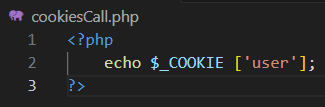 cookiesCall.php
1 <?php
2 echo $_COOKIE ['user'];
3 ?>